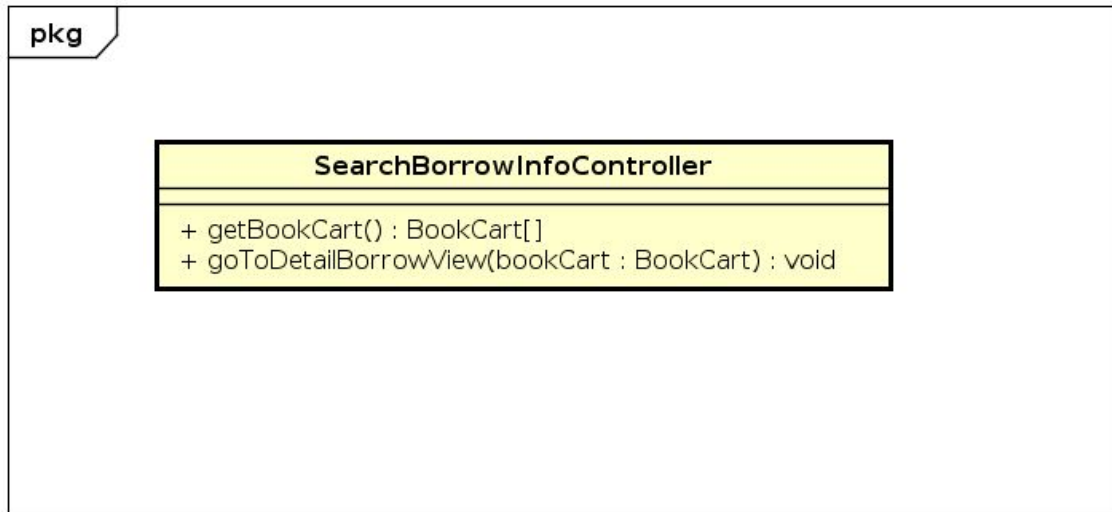 pkg
SearchBorrowInfoController
+ getBookCart() : BookCart[]
+ goToDetailBorrowView(bookCart : BookCart) : void